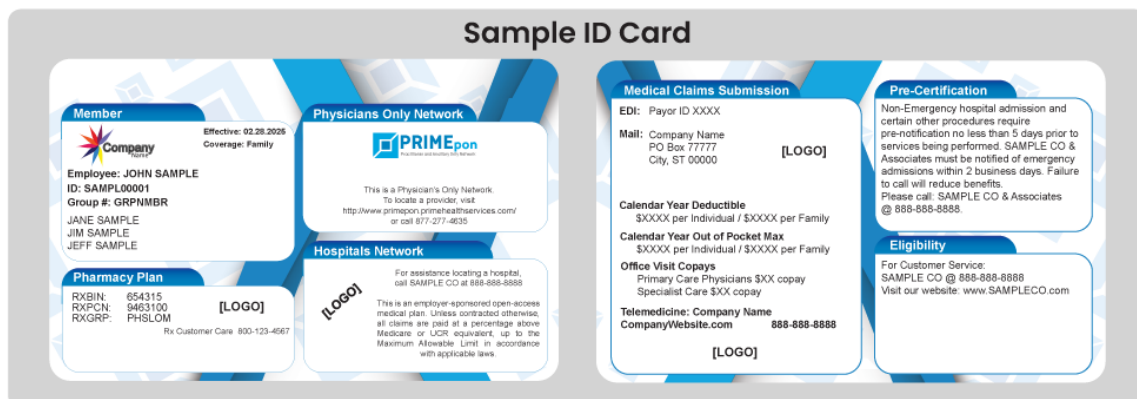 Sample ID Card
Member
Company
Name
Effective: 02.28.2025
Coverage: Family
Employee: JOHN SAMPLE
ID: SAMPL00001
Group #: GRPNMBR
JANE SAMPLE
JIM SAMPLE
JEFF SAMPLE
Pharmacy Plan
RXBIN: 654315
RXPCN: 9463100
RXGRP: PHSLOM
[LOGO]
Rx Customer Care 800-123-4567
Physicians Only Network
PRIMEpon
Practitioner and Ancillary Only Network
This is a Physician's Only Network
To locate a provider, visit
http://www.primepon.primehealthservices.com/
or call 877-277-4635
Hospitals Network
[LOGO]
For assistance locating a hospital,
call SAMPLE CO at 888-888-8888
This is an employer-sponsored open-access
medical plan. Unless contracted otherwise,
all claims are paid at a percentage above
Medicare or UCR equivalent, up to the
Maximum Allowable Limit in accordance
with applicable laws.
Medical Claims Submission
EDI: Payor ID XXXX
Mail: Company Name
PO Box 77777
City, ST 00000
[LOGO]
Calendar Year Deductible
$XXXX per Individual / $XXXX per Family
Calendar Year Out of Pocket Max
$XXXX per Individual / $XXXX per Family
Office Visit Copays
Primary Care Physicians $XX copay
Specialist Care $XX copay
Telemedicine: Company Name
CompanyWebsite.com 888-888-8888
[LOGO]
Pre-Certification
Non-Emergency hospital admission and
certain other procedures require
pre-notification no less than 5 days prior to
services being performed. SAMPLE CO &
Associates must be notified of emergency
admissions within 2 business days. Failure
to call will reduce benefits.
Please call: SAMPLE CO & Associates
@ 888-888-8888.
Eligibility
For Customer Service:
SAMPLE CO @ 888-888-8888
Visit our website: www.SAMPLECO.com